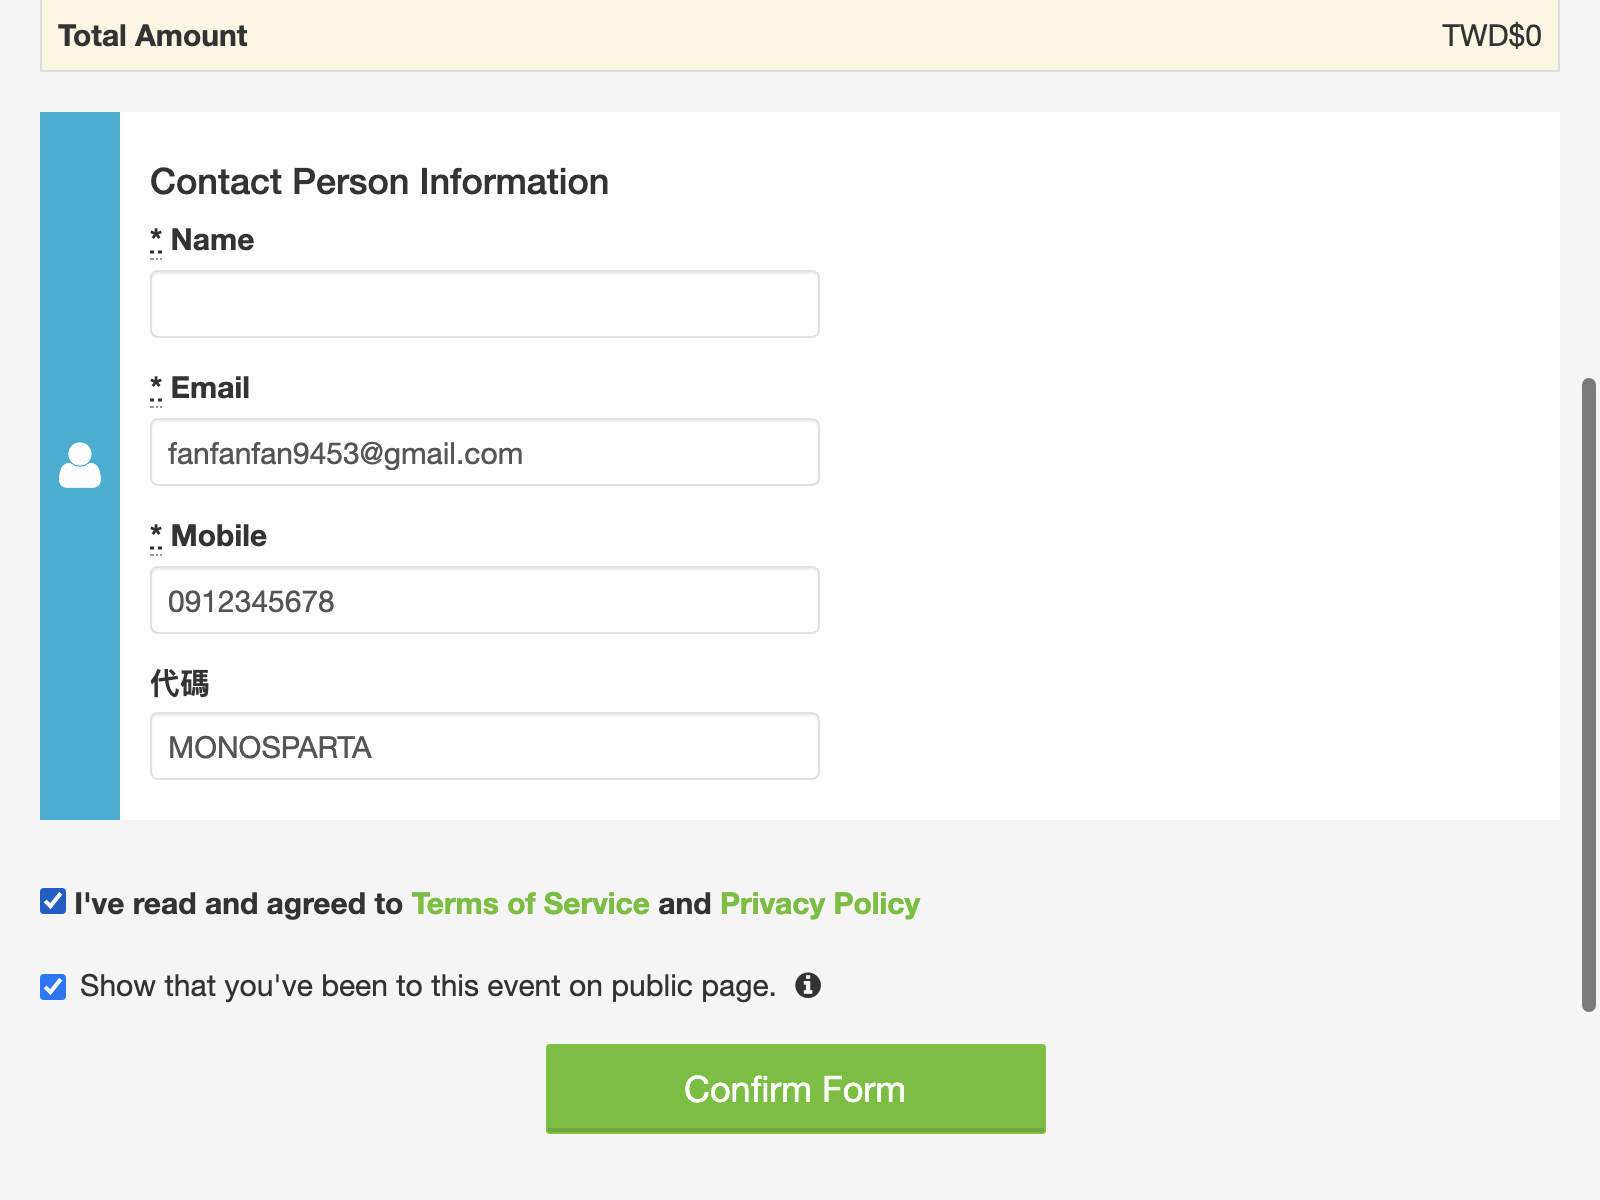 Total Amount TWD$0
Contact Person Information
* Name
* Email
fanfanfan9453@gmail.com
* Mobile
0912345678
代碼
MONOSPARTA
I've read and agreed to Terms of Service and Privacy Policy
Show that you've been to this event on public page.
Confirm Form